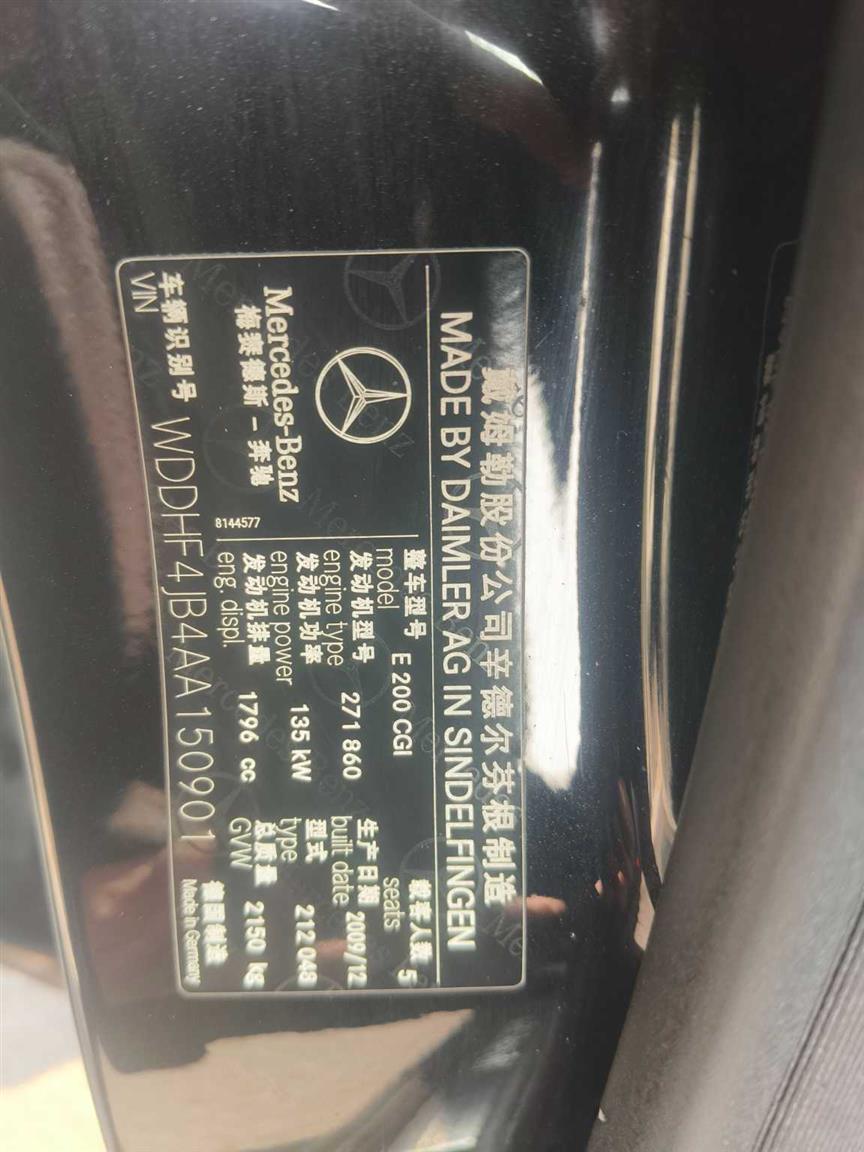 戴姆勒股份公司辛德尔芬根制造
MADE BY DAIMLER AG IN SINDELFINGEN
Mercedes-Benz
梅赛德斯-奔驰
8144577
整车型号 E 200 CGI 载客人数 5
model seats
发动机型号 271 860 生产日期 2009/12
engine type built date
发动机功率 135 kW 型式 212 048
engine power type
发动机排量 1796 cc 总质量 2150 kg
eng. displ. GVW
车辆识别号 WDDHF4JB4AA150901 德国制造
VIN Made in Germany